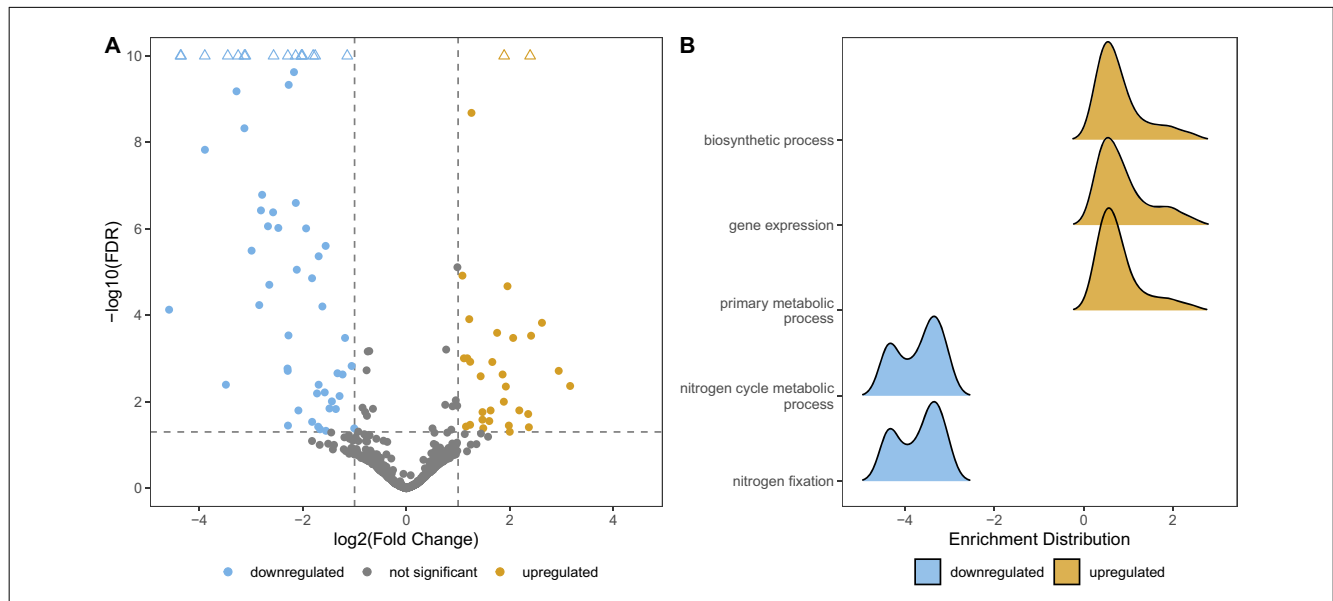 A
−log10(FDR)
10
8
6
4
2
0
−4
−2
0
2
4
log2(Fold Change)
downregulated
not significant
upregulated
B
biosynthetic process
gene expression
primary metabolic
process
nitrogen cycle metabolic
process
nitrogen fixation
−4
−2
0
2
Enrichment Distribution
downregulated
upregulated